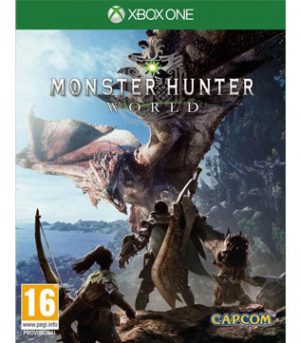 XBOX ONE
MONSTER HUNTER
WORLD
16
www.pegi.info
PROVISIONAL
CAPCOM